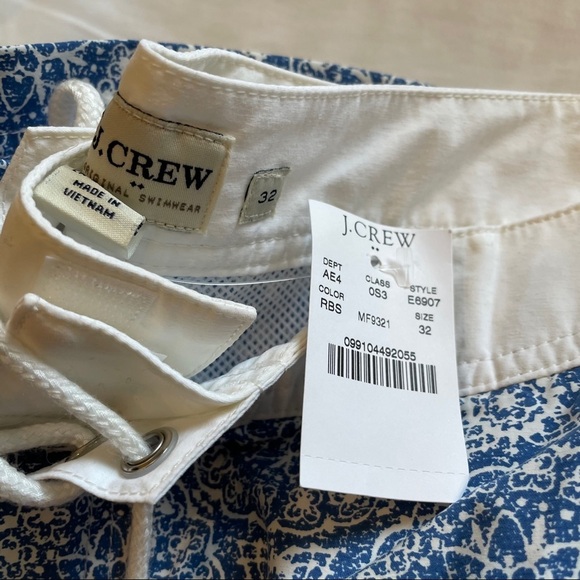 J.CREW
ORIGINAL SWIMWEAR
MADE IN
VIETNAM
32
J.CREW
DEPT CLASS STYLE
AE4 0S3 E6907
COLOR SIZE
RBS MF9321 32
099104492055